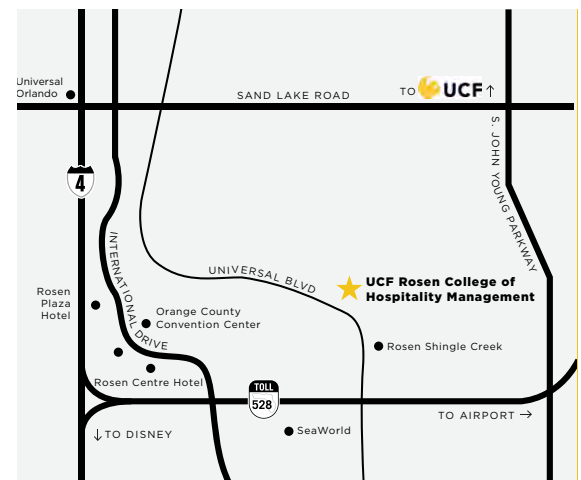 Universal
Orlando
SAND LAKE ROAD
TO UCF ↑
S. JOHN YOUNG PARKWAY
4
INTERNATIONAL DRIVE
UNIVERSAL BLVD
UCF Rosen College of
Hospitality Management
Rosen
Plaza
Hotel
Orange County
Convention Center
Rosen Shingle Creek
Rosen Centre Hotel
TOLL
528
TO AIRPORT →
↓TO DISNEY
SeaWorld